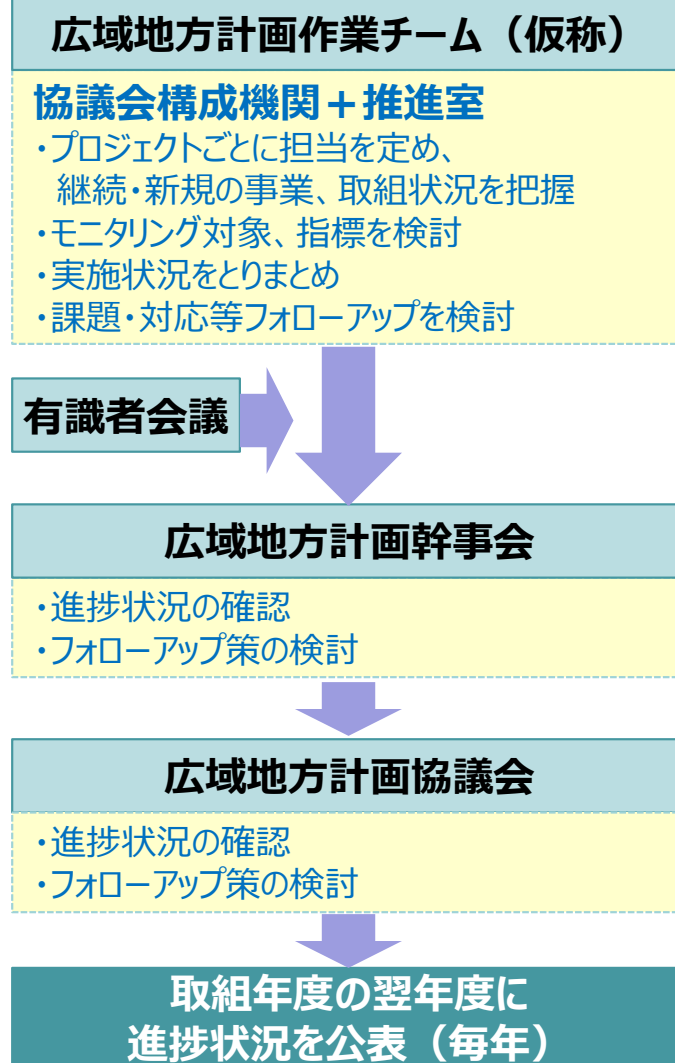 広域地方計画作業チーム（仮称）
協議会構成機関＋推進室
・プロジェクトごとに担当を定め、
継続・新規の事業、取組状況を把握
・モニタリング対象、指標を検討
・実施状況をとりまとめ
・課題・対応等フォローアップを検討
有識者会議
広域地方計画幹事会
・進捗状況の確認
・フォローアップ策の検討
広域地方計画協議会
・進捗状況の確認
・フォローアップ策の検討
取組年度の翌年度に
進捗状況を公表（毎年）